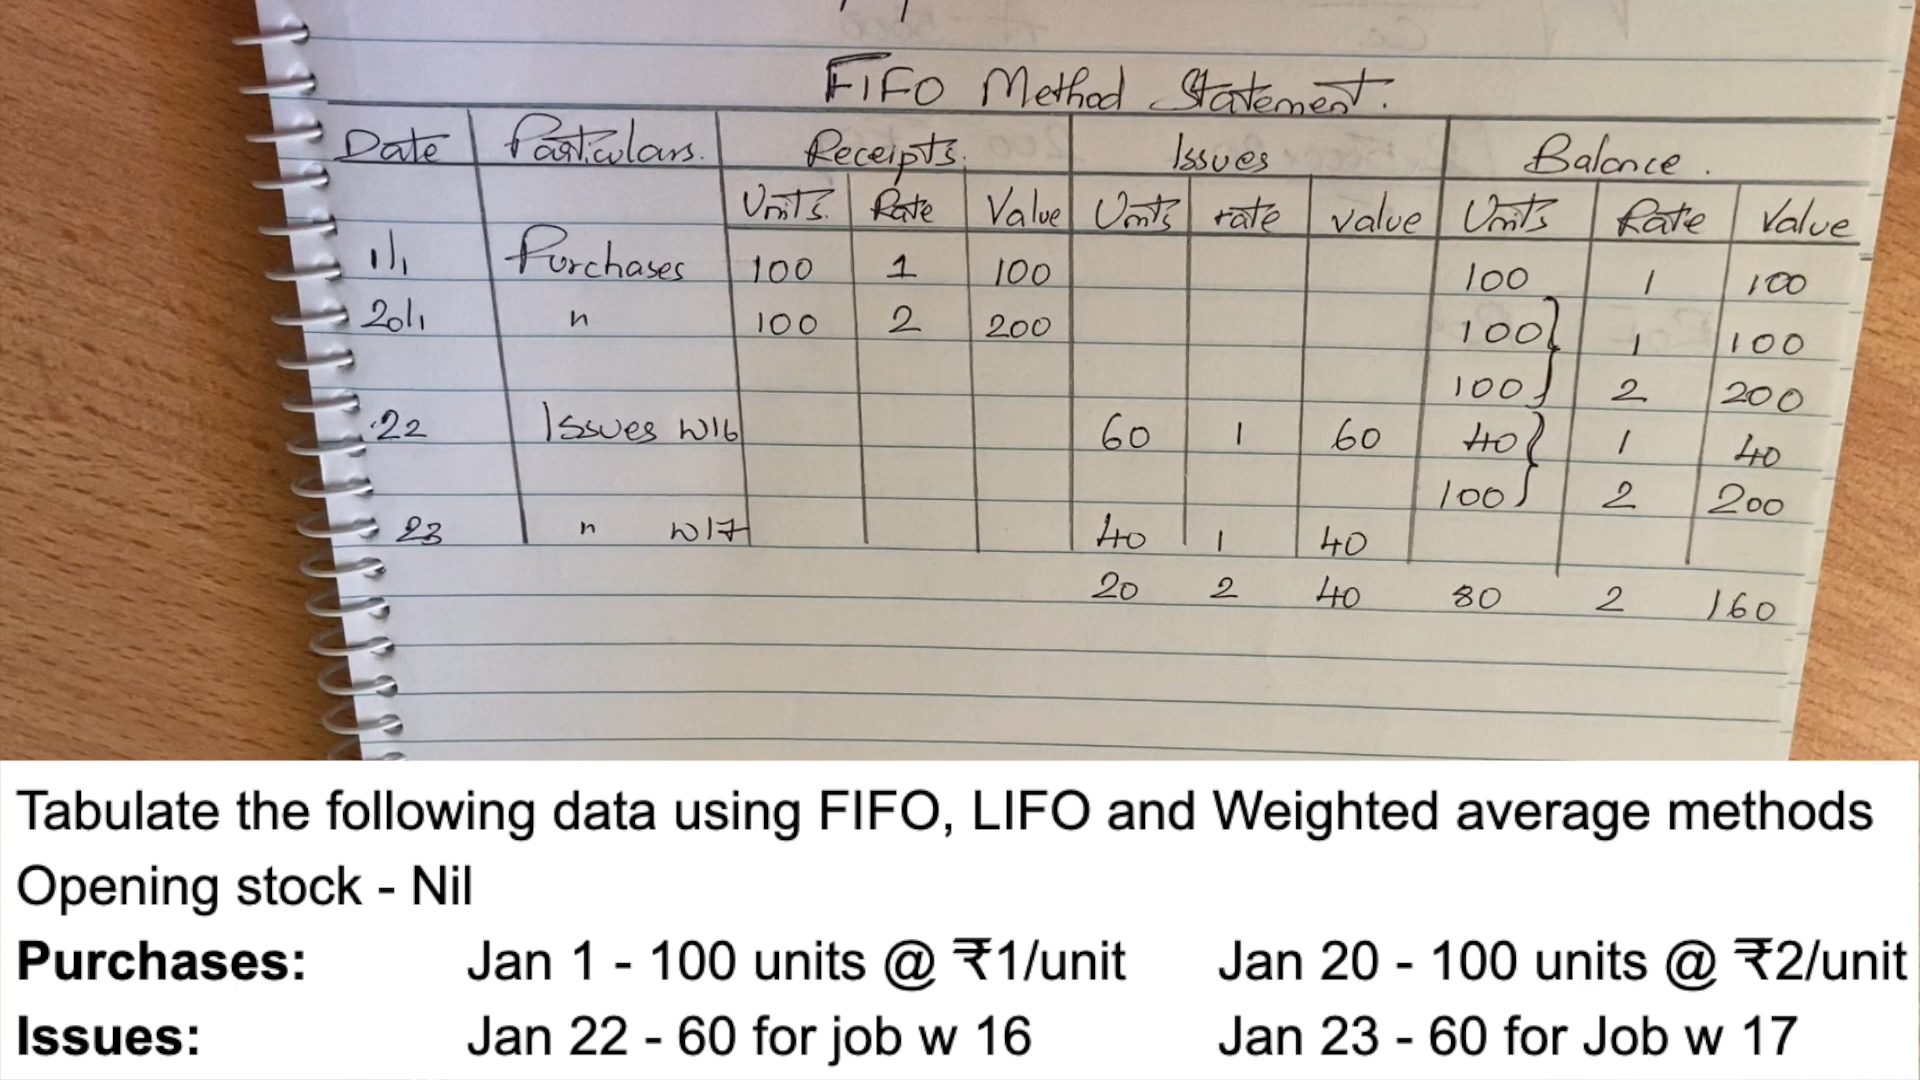 FIFO Method Statement.
Date Particulars. Receipts. Issues Balance.
Units. Rate Value Units rate value Units Rate Value
1/1 Purchases 100 1 100 100 1 100
20/1 n 100 2 200 100 1 100
100 2 200
22 Issues W16 60 1 60 40 1 40
100 2 200
23 n W17 40 1 40
20 2 40 80 2 160
Tabulate the following data using FIFO, LIFO and Weighted average methods
Opening stock - Nil
Purchases: Jan 1 - 100 units @ ₹1/unit Jan 20 - 100 units @ ₹2/unit
Issues: Jan 22 - 60 for job w 16 Jan 23 - 60 for Job w 17